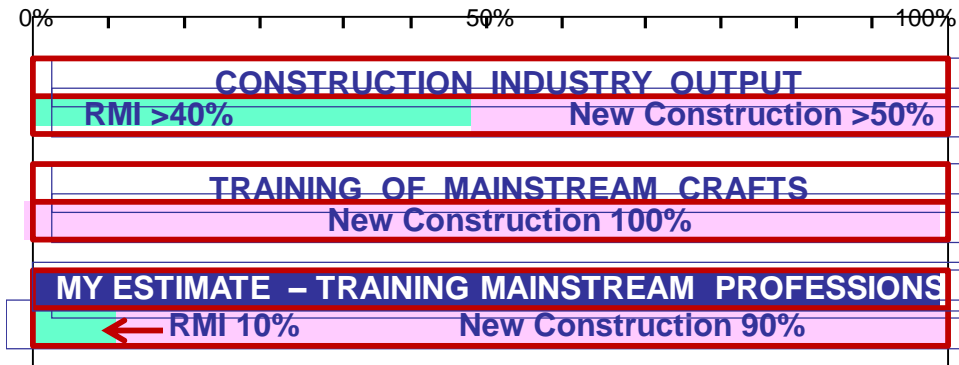 0% 50% 100%
CONSTRUCTION INDUSTRY OUTPUT
RMI >40% New Construction >50%
TRAINING OF MAINSTREAM CRAFTS
New Construction 100%
MY ESTIMATE – TRAINING MAINSTREAM PROFESSIONS
RMI 10% New Construction 90%